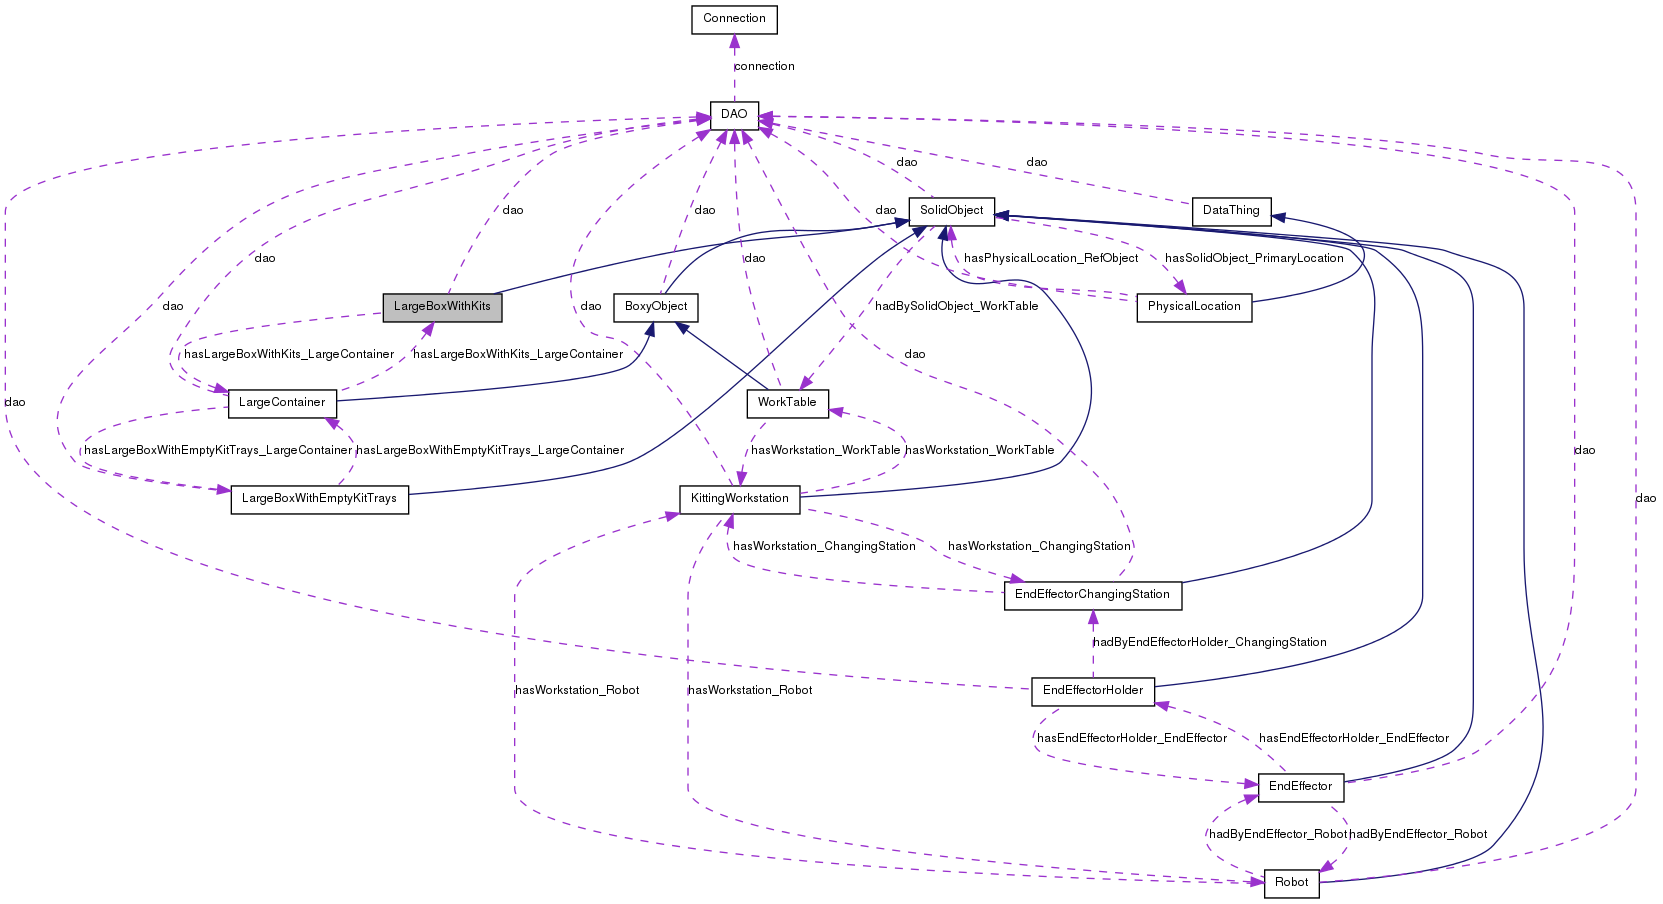 Connection
connection
DAO
dao
dao
SolidObject
DataThing
dao
dao
dao
dao
dao
hasPhysicalLocation_RefObject
hasSolidObject_PrimaryLocation
LargeBoxWithKits
BoxyObject
hadBySolidObject_WorkTable
PhysicalLocation
dao
dao
hasLargeBoxWithKits_LargeContainer
hasLargeBoxWithKits_LargeContainer
dao
dao
LargeContainer
WorkTable
hasLargeBoxWithEmptyKitTrays_LargeContainer
hasLargeBoxWithEmptyKitTrays_LargeContainer
hasWorkstation_WorkTable
hasWorkstation_WorkTable
dao
LargeBoxWithEmptyKitTrays
KittingWorkstation
dao
hasWorkstation_ChangingStation
hasWorkstation_ChangingStation
EndEffectorChangingStation
hadByEndEffectorHolder_ChangingStation
hasWorkstation_Robot
hasWorkstation_Robot
EndEffectorHolder
hasEndEffectorHolder_EndEffector
hasEndEffectorHolder_EndEffector
EndEffector
hadByEndEffector_Robot
hadByEndEffector_Robot
Robot